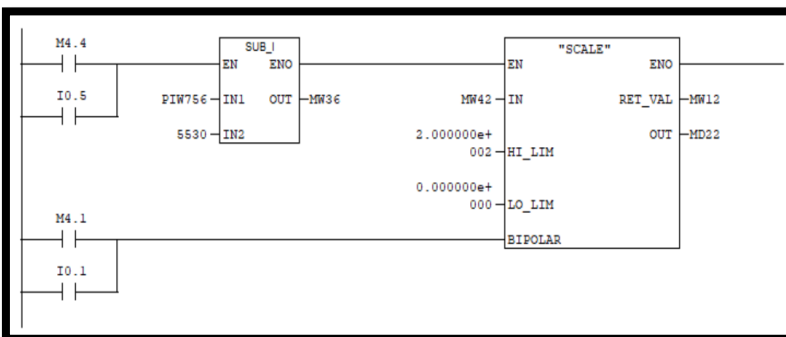 M4.4
SUB_I
"SCALE"
EN ENO
EN ENO
I0.5
PIW756 IN1 OUT MW36
MW42 IN RET_VAL MW12
5530 IN2
2.000000e+
OUT MD22
002 HI_LIM
0.000000e+
000 LO_LIM
M4.1
BIPOLAR
I0.1